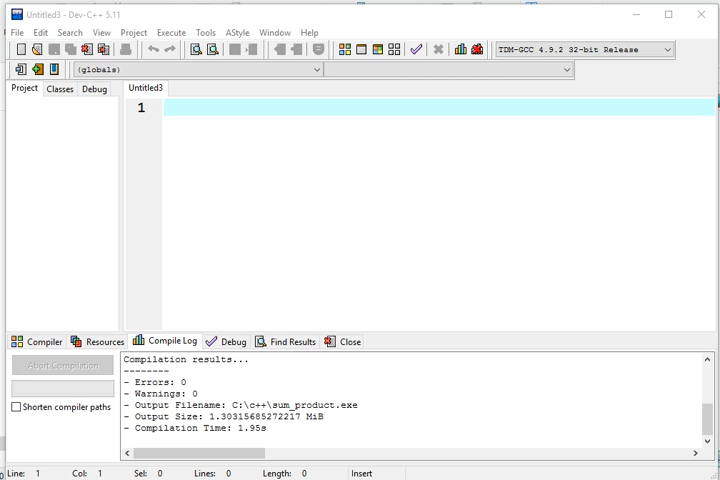 Untitled3 - Dev-C++ 5.11
File Edit Search View Project Execute Tools AStyle Window Help
TDM-GCC 4.9.2 32-bit Release
(globals)
Project Classes Debug Untitled3
1
Compiler Resources Compile Log Debug Find Results Close
Abort Compilation
Shorten compiler paths
Compilation results...
--------
- Errors: 0
- Warnings: 0
- Output Filename: C:\c++\sum_product.exe
- Output Size: 1.30315685272217 MiB
- Compilation Time: 1.95s
Line: 1 Col: 1 Sel: 0 Lines: 0 Length: 0 Insert